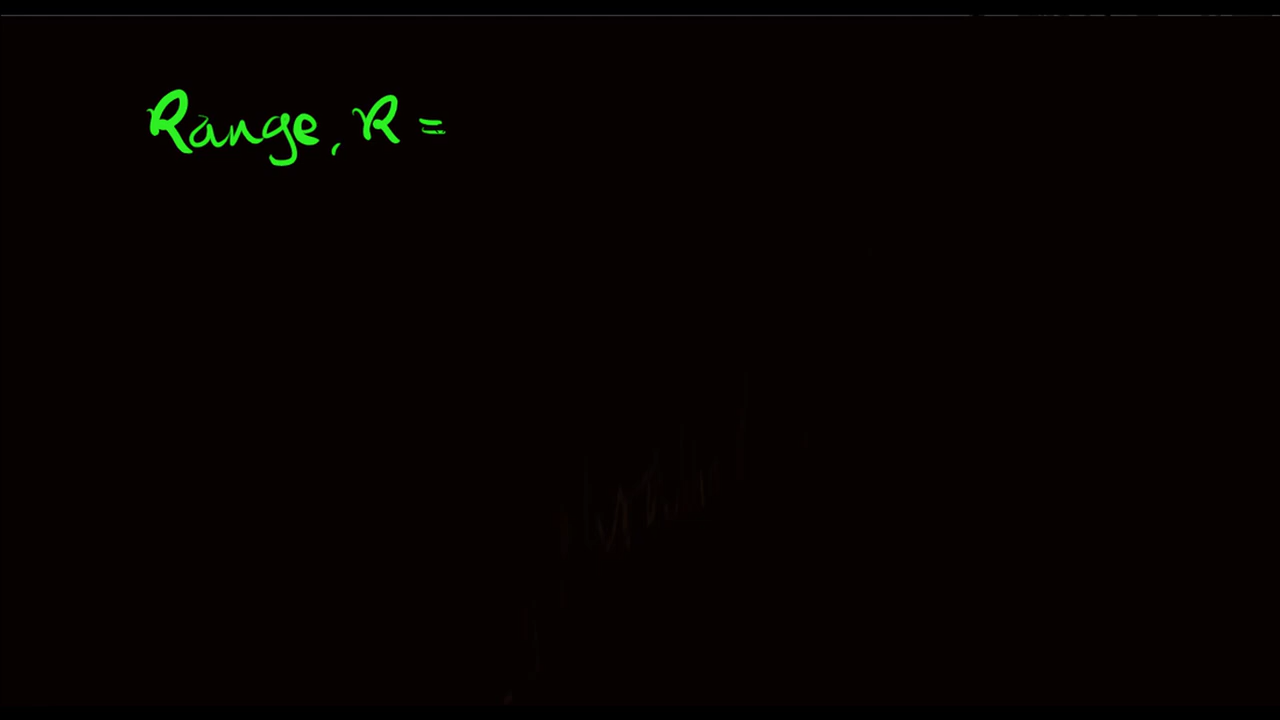 Range, R =